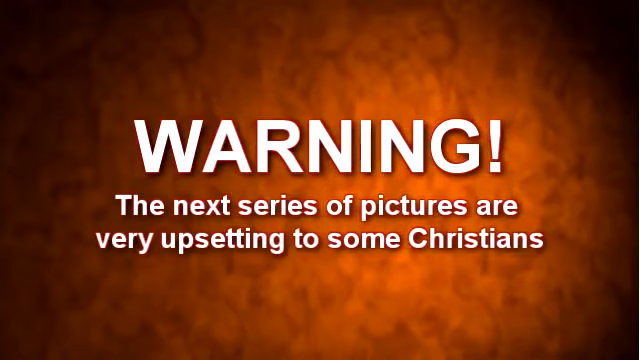 WARNING!
The next series of pictures are
very upsetting to some Christians